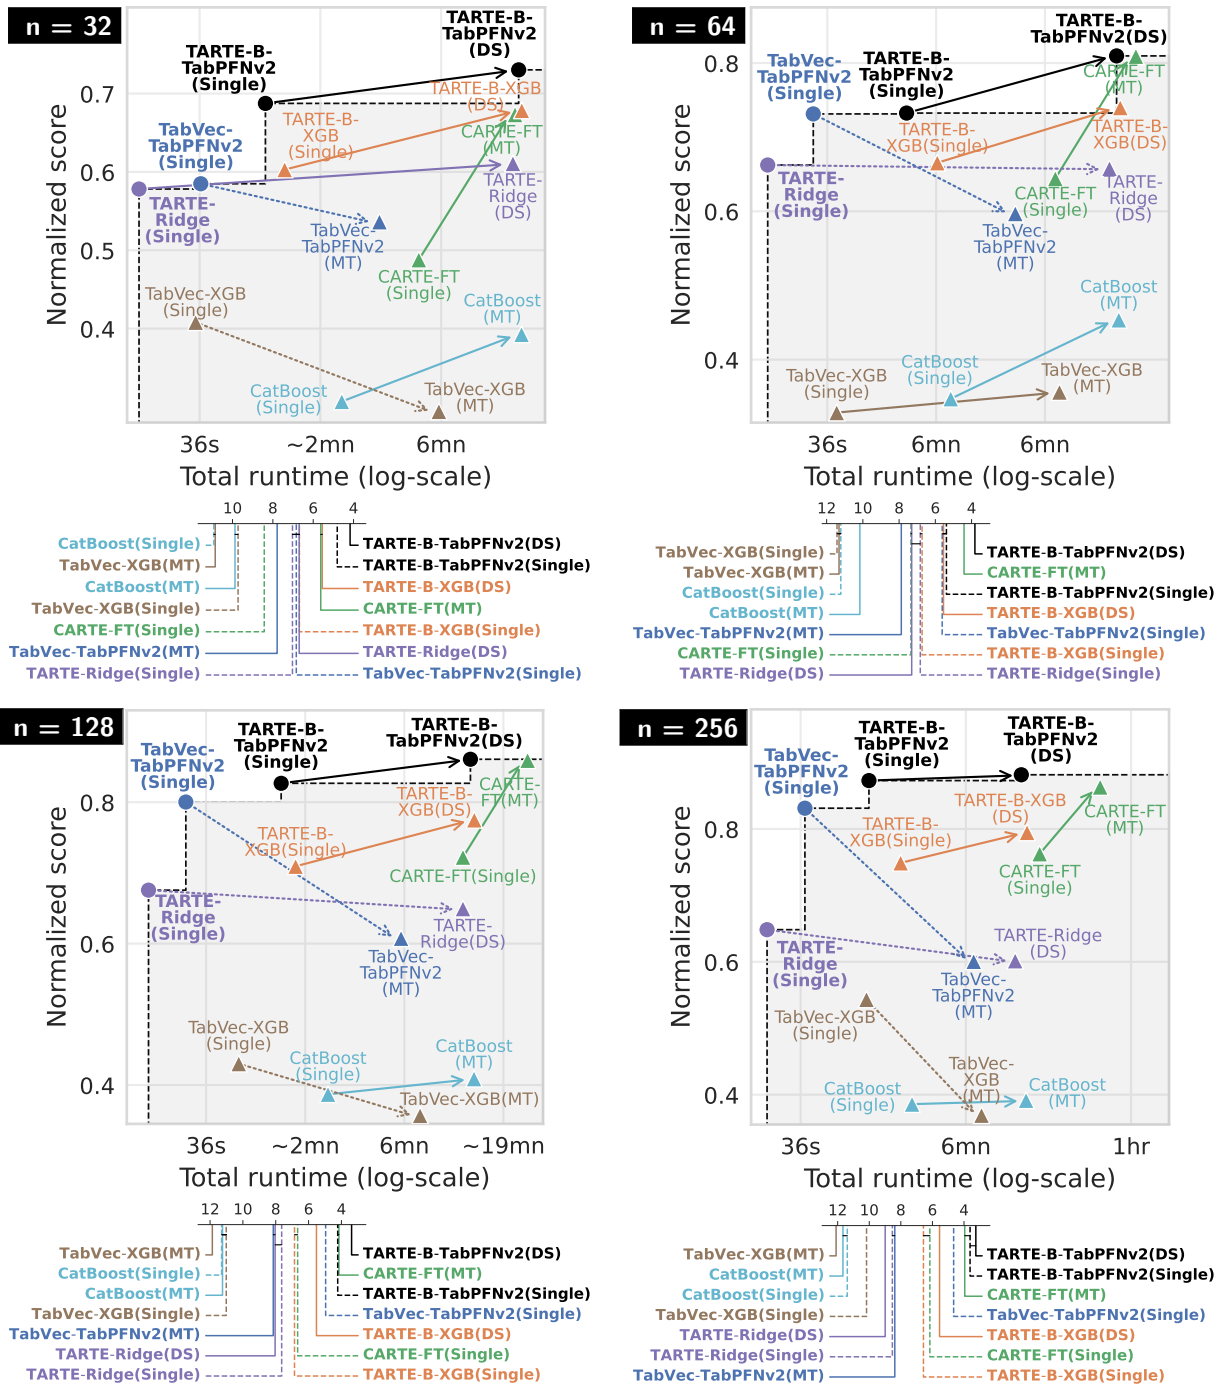 n = 32
TARTE-B-
TabPFNv2
(DS)
TARTE-B-
TabPFNv2
(Single)
TARTE-B-XGB
(DS)
TARTE-B-
XGB
(Single)
TabVec-
TabPFNv2
(Single)
CARTE-FT
(MT)
TARTE-
Ridge
(DS)
TARTE-
Ridge
(Single)
TabVec-
TabPFNv2
(MT)
CARTE-FT
(Single)
TabVec-XGB
(Single)
CatBoost
(MT)
CatBoost
(Single)
TabVec-XGB
(MT)
0.7
0.6
0.5
0.4
Normalized score
36s
~2mn
6mn
Total runtime (log-scale)
10 8 6 4
CatBoost(Single)
TabVec-XGB(MT)
CatBoost(MT)
TabVec-XGB(Single)
CARTE-FT(Single)
TabVec-TabPFNv2(MT)
TARTE-Ridge(Single)
TARTE-B-TabPFNv2(DS)
TARTE-B-TabPFNv2(Single)
TARTE-B-XGB(DS)
CARTE-FT(MT)
TARTE-B-XGB(Single)
TARTE-Ridge(DS)
TabVec-TabPFNv2(Single)
n = 64
TARTE-B-
TabPFNv2(DS)
TabVec-
TabPFNv2
(Single)
TARTE-B-
TabPFNv2
(Single)
CARTE-FT
(MT)
TARTE-B-
XGB(Single)
TARTE-B-
XGB(DS)
TARTE-
Ridge
(Single)
CARTE-FT
(Single)
TARTE-
Ridge
(DS)
TabVec-
TabPFNv2
(MT)
CatBoost
(MT)
CatBoost
(Single)
TabVec-XGB
(Single)
TabVec-XGB
(MT)
0.8
0.6
0.4
Normalized score
36s
6mn
6mn
Total runtime (log-scale)
12 10 8 6 4
TabVec-XGB(Single)
TabVec-XGB(MT)
CatBoost(Single)
CatBoost(MT)
TabVec-TabPFNv2(MT)
CARTE-FT(Single)
TARTE-Ridge(DS)
TARTE-B-TabPFNv2(DS)
CARTE-FT(MT)
TARTE-B-TabPFNv2(Single)
TARTE-B-XGB(DS)
TabVec-TabPFNv2(Single)
TARTE-B-XGB(Single)
TARTE-Ridge(Single)
n = 128
TARTE-B-
TabPFNv2(DS)
TARTE-B-
TabPFNv2
(Single)
TabVec-
TabPFNv2
(Single)
CARTE-
FT(MT)
TARTE-B-
XGB(DS)
TARTE-B-
XGB(Single)
CARTE-FT(Single)
TARTE-
Ridge
(Single)
TARTE-
Ridge(DS)
TabVec-
TabPFNv2
(MT)
TabVec-XGB
(Single)
CatBoost
(Single)
CatBoost
(MT)
TabVec-XGB(MT)
0.8
0.6
0.4
Normalized score
36s
~2mn
6mn
~19mn
Total runtime (log-scale)
12 10 8 6 4
TabVec-XGB(MT)
CatBoost(Single)
CatBoost(MT)
TabVec-XGB(Single)
TabVec-TabPFNv2(MT)
TARTE-Ridge(DS)
TARTE-Ridge(Single)
TARTE-B-TabPFNv2(DS)
CARTE-FT(MT)
TARTE-B-TabPFNv2(Single)
TabVec-TabPFNv2(Single)
TARTE-B-XGB(DS)
CARTE-FT(Single)
TARTE-B-XGB(Single)
n = 256
TARTE-B-
TabPFNv2
(DS)
TARTE-B-
TabPFNv2
(Single)
TabVec-
TabPFNv2
(Single)
TARTE-B-XGB
(DS)
CARTE-FT
(MT)
TARTE-B-
XGB(Single)
CARTE-FT
(Single)
TARTE-
Ridge
(Single)
TARTE-Ridge
(DS)
TabVec-
TabPFNv2
(MT)
TabVec-XGB
(Single)
TabVec-
XGB
(MT)
CatBoost
(Single)
CatBoost
(MT)
0.8
0.6
0.4
Normalized score
36s
6mn
1hr
Total runtime (log-scale)
12 10 8 6 4
TabVec-XGB(MT)
CatBoost(MT)
CatBoost(Single)
TabVec-XGB(Single)
TARTE-Ridge(DS)
TARTE-Ridge(Single)
TabVec-TabPFNv2(MT)
TARTE-B-TabPFNv2(DS)
TARTE-B-TabPFNv2(Single)
CARTE-FT(MT)
TabVec-TabPFNv2(Single)
TARTE-B-XGB(DS)
CARTE-FT(Single)
TARTE-B-XGB(Single)